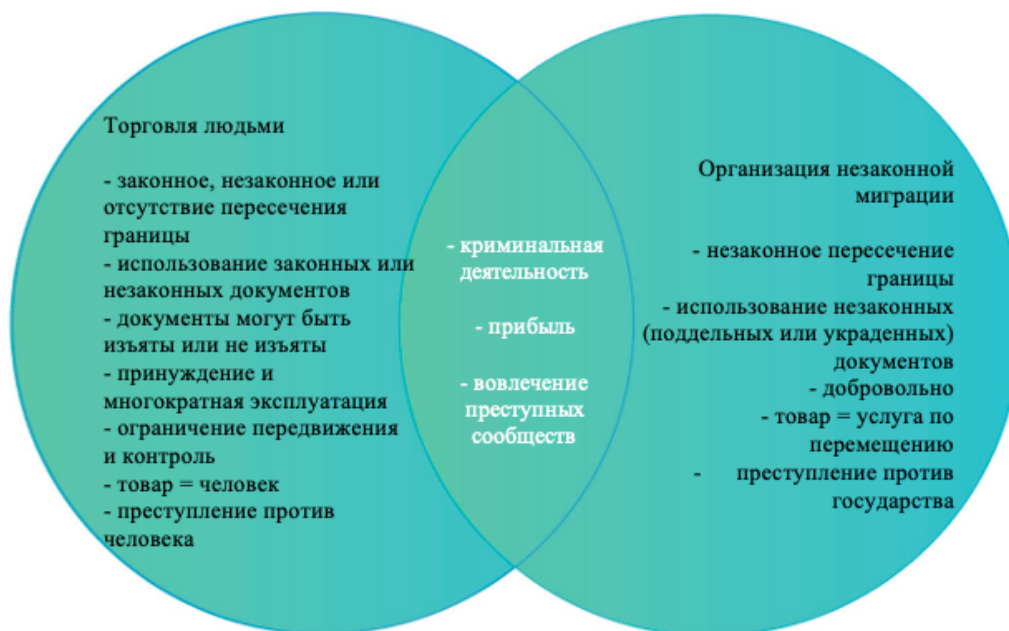 Торговля людьми
- законное, незаконное или
отсутствие пересечения
границы
- использование законных или
незаконных документов
- документы могут быть
изъяты или не изъяты
- принуждение и
многократная эксплуатация
- ограничение передвижения
и контроль
- товар = человек
- преступление против
человека
- криминальная
деятельность
- прибыль
- вовлечение
преступных
сообществ
Организация незаконной
миграции
- незаконное пересечение
границы
- использование незаконных
(поддельных или украденных)
документов
- добровольно
- товар = услуга по
перемещению
- преступление против
государства